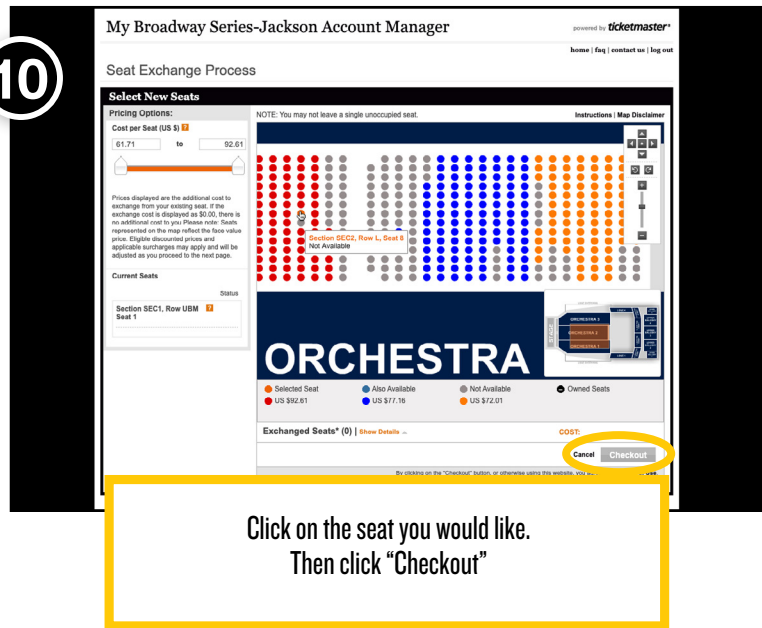 My Broadway Series-Jackson Account Manager
powered by ticketmaster®
home | faq | contact us | log out
10
Seat Exchange Process
Select New Seats
Pricing Options:
NOTE: You may not leave a single unoccupied seat.
Instructions | Map Disclaimer
Cost per Seat (US $) ?
61.71 to 92.61
Prices displayed are the additional cost to
exchange from your existing seat. If the
exchange cost is displayed as $0.00, there is
no additional cost to you Please note: Seats
represented on the map reflect the face value
price. Eligible discounted prices and
applicable surcharges may apply and will be
adjusted as you proceed to the next page.
Section SEC2, Row L, Seat 8
Not Available
Current Seats
Status
Section SEC1, Row UBM ?
Seat 1
ORCHESTRA
STAGE
ORCHESTRA 3
ORCHESTRA 2
ORCHESTRA 1
Selected Seat
Also Available
Not Available
Owned Seats
US $92.61
US $77.16
US $72.01
Exchanged Seats* (0) | Show Details
COST:
Cancel
Checkout
By clicking on the "Checkout" button, or otherwise using this website, you
Click on the seat you would like.
Then click “Checkout”